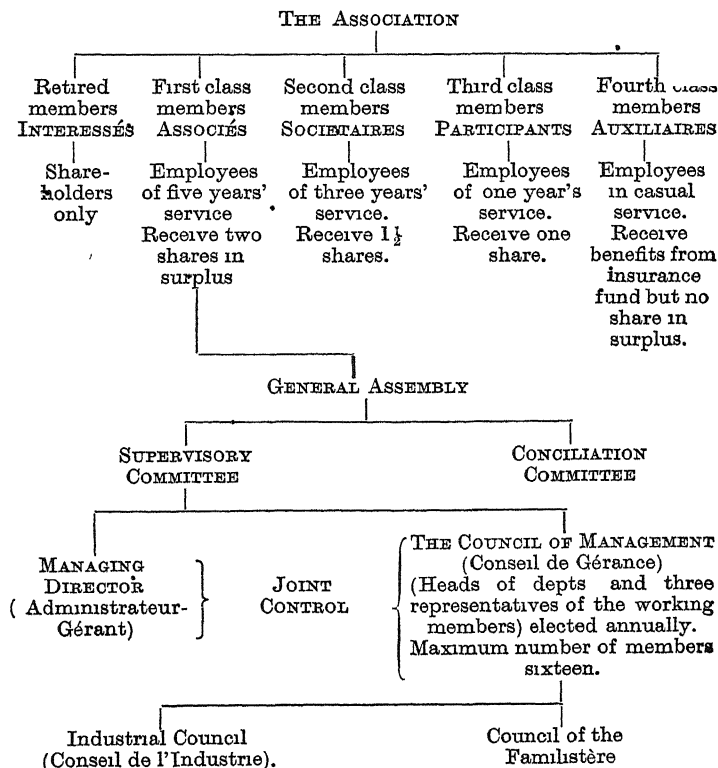 THE ASSOCIATION
Retired
members
INTERESSÉS
Share-
holders
only
First class
members
ASSOCIÉS
Employees
of five years'
service
Receive two
shares in
surplus
Second class
members
SOCIETAIRES
Employees
of three years'
service.
Receive 1½
shares.
Third class
members
PARTICIPANTS
Employees
of one year's
service.
Receive one
share.
Fourth class
members
AUXILIAIRES
Employees
in casual
service.
Receive
benefits from
insurance
fund but no
share in
surplus.
GENERAL ASSEMBLY
SUPERVISORY
COMMITTEE
CONCILIATION
COMMITTEE
MANAGING
DIRECTOR
( Administrateur-
Gérant)
JOINT
CONTROL
THE COUNCIL OF MANAGEMENT
(Conseil de Gérance)
(Heads of depts and three
representatives of the working
members) elected annually.
Maximum number of members
sixteen.
Industrial Council
(Conseil de l'Industrie).
Council of the
Familistère